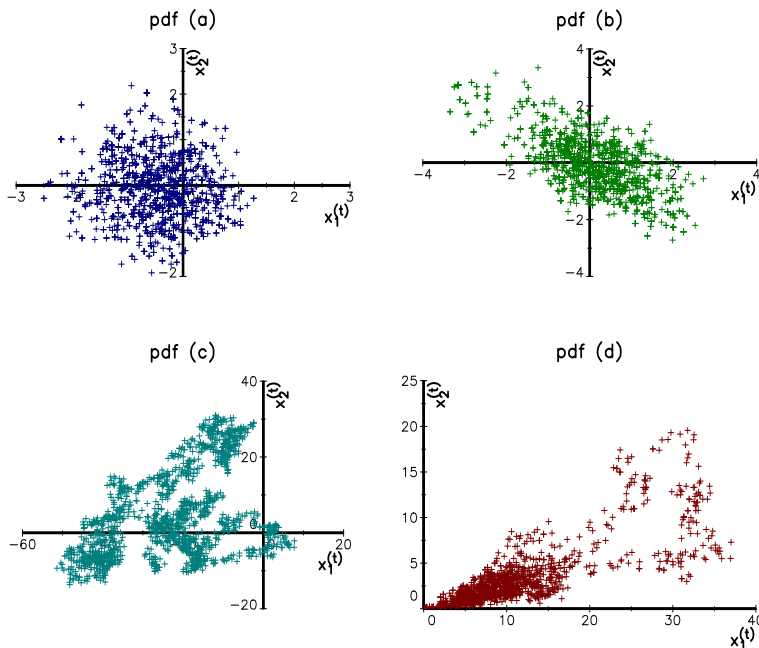 pdf (a)
3
x₂⁽ᵗ⁾
2
-3
2
3
x₁⁽ᵗ⁾
-2
pdf (b)
4
x₂⁽ᵗ⁾
2
-4
-2
2
4
x₁⁽ᵗ⁾
-2
-4
pdf (c)
40
x₂⁽ᵗ⁾
20
0
-60
20
x₁⁽ᵗ⁾
-20
pdf (d)
25
x₂⁽ᵗ⁾
20
15
10
5
0
0 10 20 30 40
x₁⁽ᵗ⁾